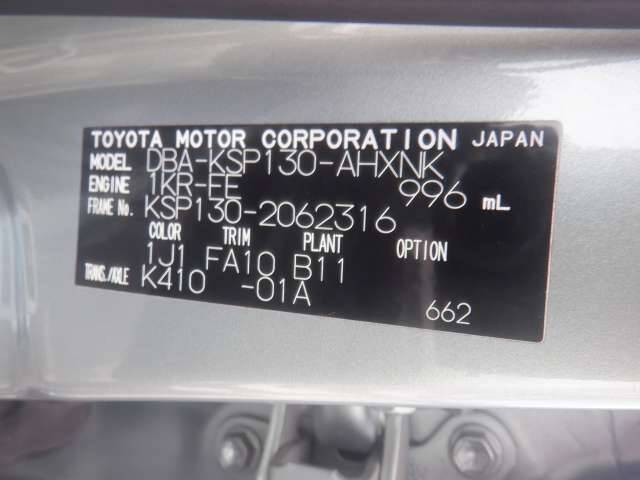 TOYOTA MOTOR CORPORATION JAPAN
MODEL DBA-KSP130-AHXNK
ENGINE 1KR-FE 996 mL
FRAME No. KSP130-2062316
COLOR TRIM PLANT OPTION
1J1 FA10 B11
TRANS./AXLE K410 -01A
662